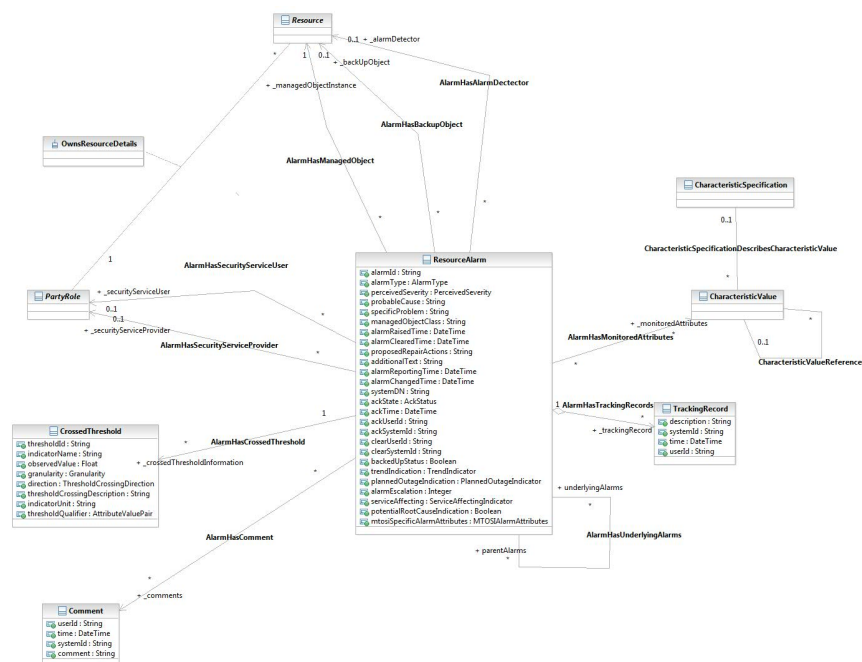 Resource
*
1
0..1
0..1 + _alarmDetector
+ _backUpObject
+ _managedObjectInstance
AlarmHasAlarmDectector
AlarmHasBackupObject
AlarmHasManagedObject
OwnsResourceDetails
*
*
*
1
CharacteristicSpecification
0..1
CharacteristicSpecificationDescribesCharacteristicValue
*
AlarmHasSecurityServiceUser
PartyRole
+ _securityServiceUser
0..1
0..1
+ _securityServiceProvider
AlarmHasSecurityServiceProvider
*
*
CharacteristicValue
+ _monitoredAttributes
*
AlarmHasMonitoredAttributes
*
*
0..1
CharacteristicValueReference
ResourceAlarm
alarmId : String
alarmType : AlarmType
perceivedSeverity : PerceivedSeverity
probableCause : String
specificProblem : String
managedObjectClass : String
alarmRaisedTime : DateTime
alarmClearedTime : DateTime
proposedRepairActions : String
additionalText : String
alarmReportingTime : DateTime
alarmChangedTime : DateTime
systemDN : String
ackState : AckStatus
ackTime : DateTime
ackUserId : String
ackSystemId : String
clearUserId : String
clearSystemId : String
backedUpStatus : Boolean
trendIndication : TrendIndicator
plannedOutageIndication : PlannedOutageIndicator
alarmEscalation : Integer
serviceAffecting : ServiceAffectingIndicator
potentialRootCauseIndication : Boolean
mtosiSpecificAlarmAttributes : MTOSIAlarmAttributes
1 AlarmHasTrackingRecords
*
+ _trackingRecord
TrackingRecord
description : String
systemId : String
time : DateTime
userId : String
CrossedThreshold
thresholdId : String
indicatorName : String
observedValue : Float
granularity : Granularity
direction : ThresholdCrossingDirection
thresholdCrossingDescription : String
indicatorUnit : String
thresholdQualifier : AttributeValuePair
1
*
AlarmHasCrossedThreshold
+ _crossedThresholdInformation
*
AlarmHasComment
*
+ _comments
+ underlyingAlarms
*
AlarmHasUnderlyingAlarms
+ parentAlarms
*
Comment
userId : String
time : DateTime
systemId : String
comment : String